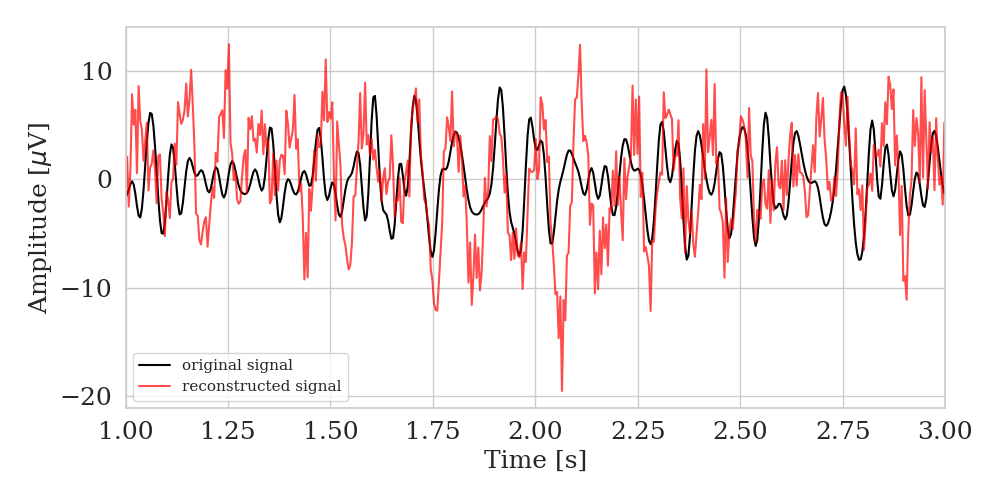 Amplitude [μV]
10
0
−10
−20
original signal
reconstructed signal
1.00 1.25 1.50 1.75 2.00 2.25 2.50 2.75 3.00
Time [s]